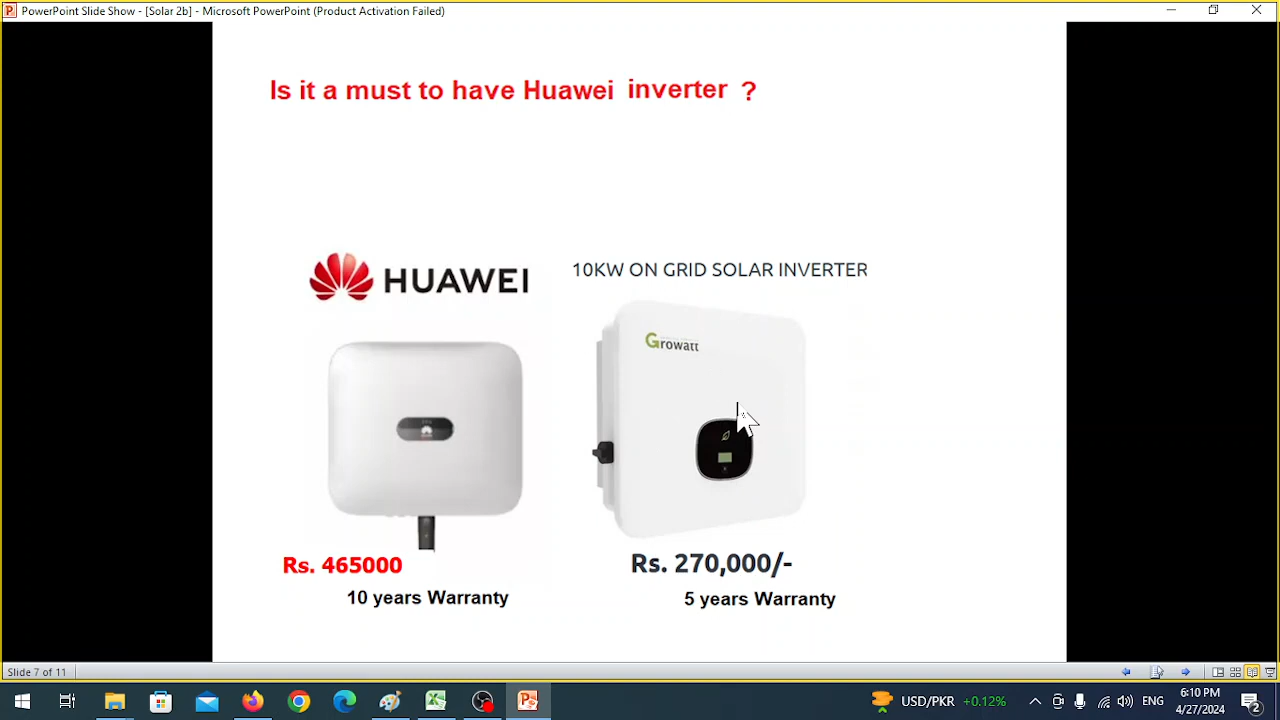 PowerPoint Slide Show - [Solar 2b] - Microsoft PowerPoint (Product Activation Failed)
Is it a must to have Huawei inverter ?
HUAWEI
10KW ON GRID SOLAR INVERTER
Growatt
Rs. 465000
Rs. 270,000/-
10 years Warranty
5 years Warranty
Slide 7 of 11
USD/PKR +0.12%
ENG
6:10 PM
4/27/2024
2